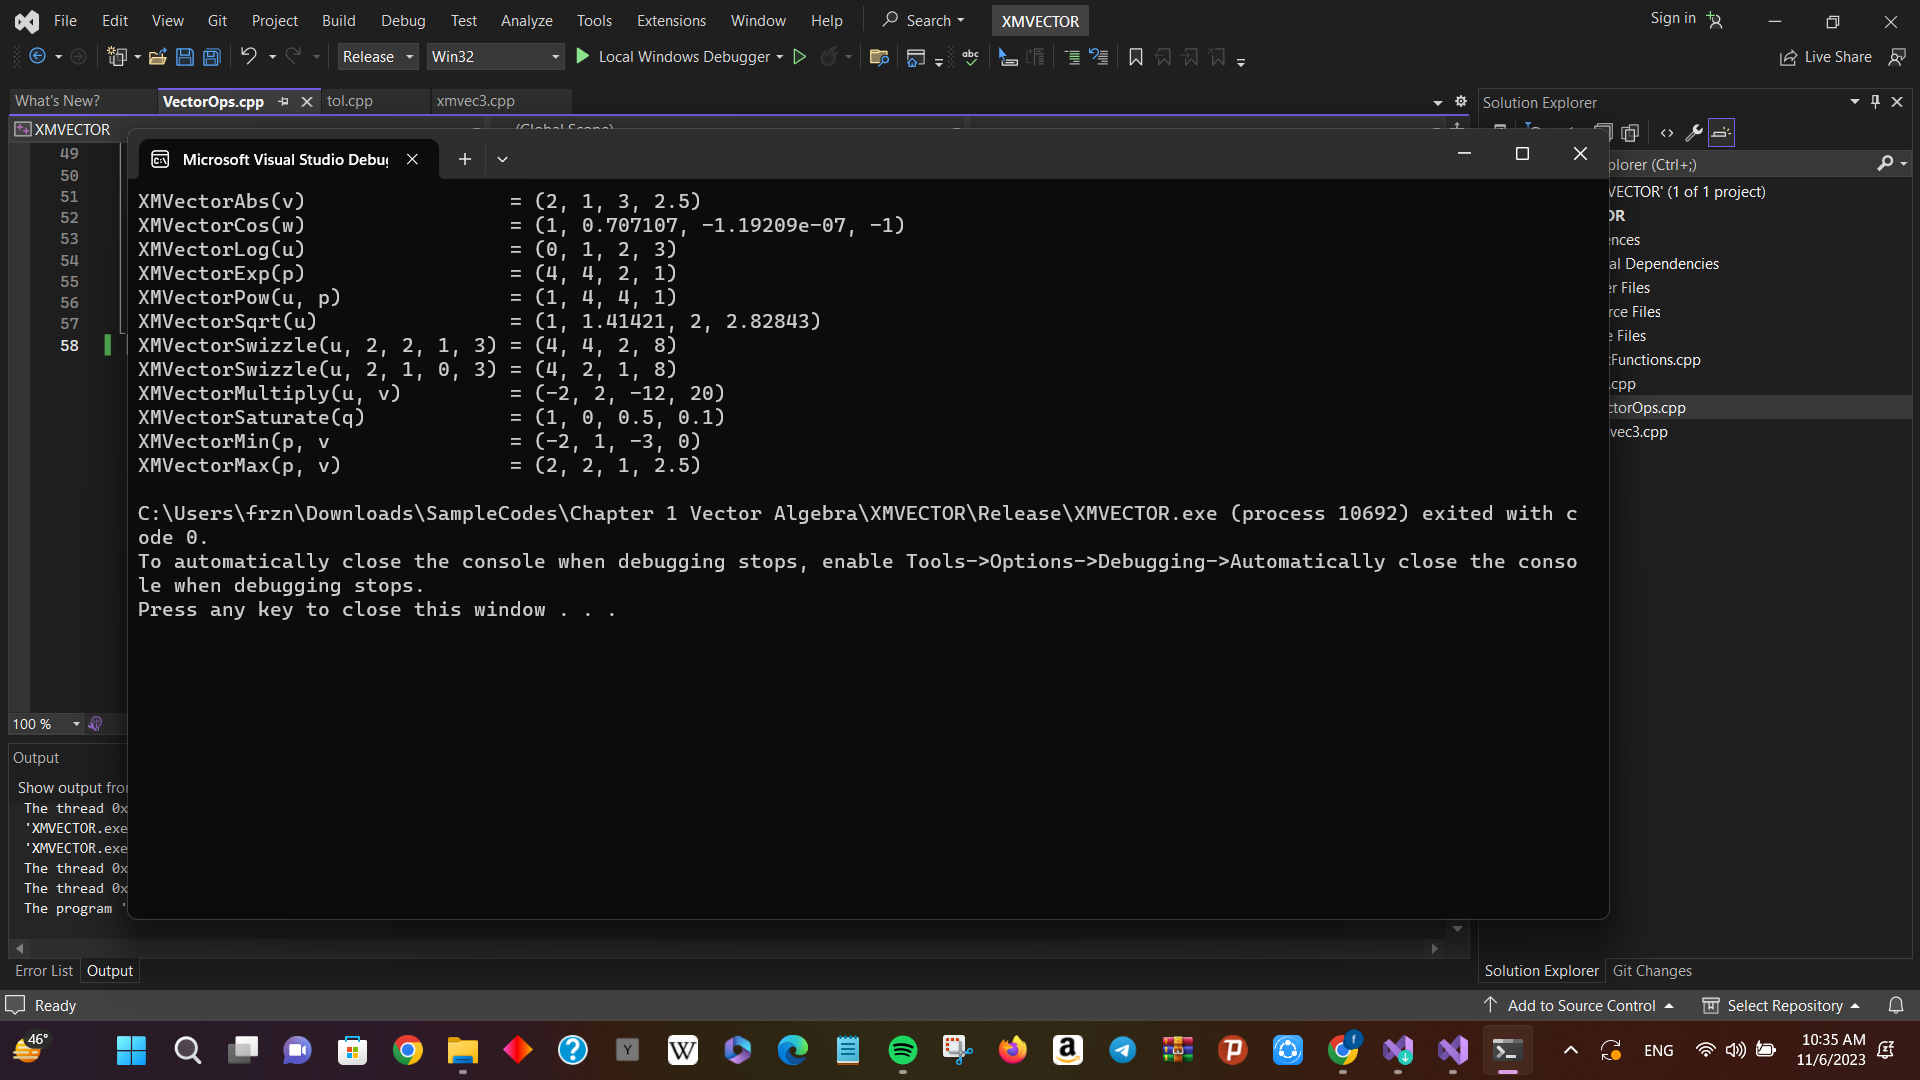 File Edit View Git Project Build Debug Test Analyze Tools Extensions Window Help Search XMVECTOR Sign in
Release Win32 Local Windows Debugger Live Share
What's New? VectorOps.cpp tol.cpp xmvec3.cpp Solution Explorer
XMVECTOR (Global Scope)
Microsoft Visual Studio Debug
49
50
51
52
53
54
55
56
57
58
XMVectorAbs(v) = (2, 1, 3, 2.5)
XMVectorCos(w) = (1, 0.707107, -1.19209e-07, -1)
XMVectorLog(u) = (0, 1, 2, 3)
XMVectorExp(p) = (4, 4, 2, 1)
XMVectorPow(u, p) = (1, 4, 4, 1)
XMVectorSqrt(u) = (1, 1.41421, 2, 2.82843)
XMVectorSwizzle(u, 2, 2, 1, 3) = (4, 4, 2, 8)
XMVectorSwizzle(u, 2, 1, 0, 3) = (4, 2, 1, 8)
XMVectorMultiply(u, v) = (-2, 2, -12, 20)
XMVectorSaturate(q) = (1, 0, 0.5, 0.1)
XMVectorMin(p, v = (-2, 1, -3, 0)
XMVectorMax(p, v) = (2, 2, 1, 2.5)
C:\Users\frzn\Downloads\SampleCodes\Chapter 1 Vector Algebra\XMVECTOR\Release\XMVECTOR.exe (process 10692) exited with c
ode 0.
To automatically close the console when debugging stops, enable Tools->Options->Debugging->Automatically close the conso
le when debugging stops.
Press any key to close this window . . .
plorer (Ctrl+;)
VECTOR' (1 of 1 project)
OR
ences
al Dependencies
er Files
rce Files
e Files
tFunctions.cpp
.cpp
ctorOps.cpp
vec3.cpp
100 %
Output
Show output fro
The thread 0x
'XMVECTOR.exe
'XMVECTOR.exe
The thread 0x
The thread 0x
The program '
Error List Output Solution Explorer Git Changes
Ready Add to Source Control Select Repository
46° ENG 10:35 AM
11/6/2023